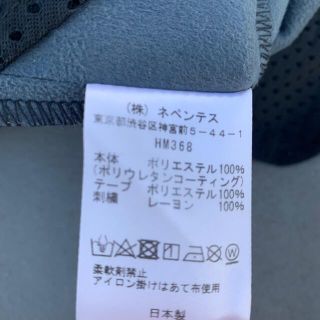 (株) ネペンテス
東京都渋谷区神宮前5-44-1
HM368
本体 ポリエステル100%
(ポリウレタンコーティング)
テープ ポリエステル100%
刺繍 レーヨン 100%
柔軟剤禁止
アイロン掛けはあて布使用
日本製